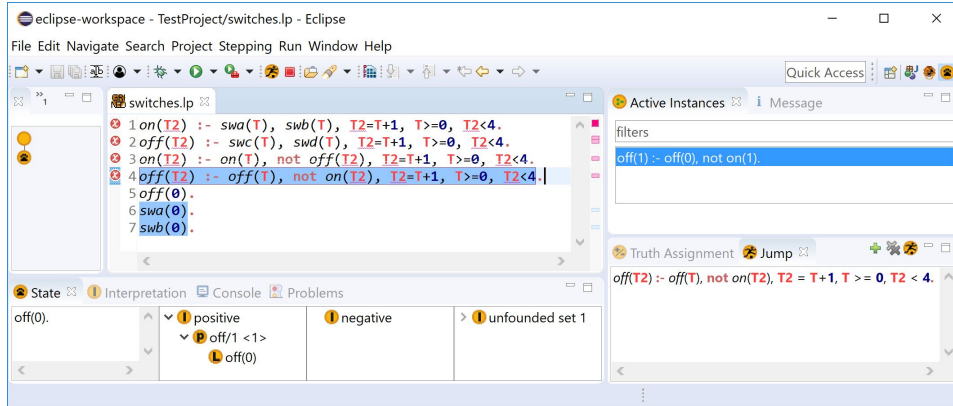 eclipse-workspace - TestProject/switches.lp - Eclipse
File Edit Navigate Search Project Stepping Run Window Help
Quick Access
1
switches.lp
1 on(T2) :- swa(T), swb(T), T2=T+1, T>=0, T2<4.
2 off(T2) :- swc(T), swd(T), T2=T+1, T>=0, T2<4.
3 on(T2) :- on(T), not off(T2), T2=T+1, T>=0, T2<4.
4 off(T2) :- off(T), not on(T2), T2=T+1, T>=0, T2<4.
5 off(0).
6 swa(0).
7 swb(0).
Active Instances Message
filters
off(1) :- off(0), not on(1).
Truth Assignment Jump
off(T2) :- off(T), not on(T2), T2 = T+1, T >= 0, T2 < 4.
State Interpretation Console Problems
off(0).
positive
off/1 <1>
off(0)
negative
unfounded set 1